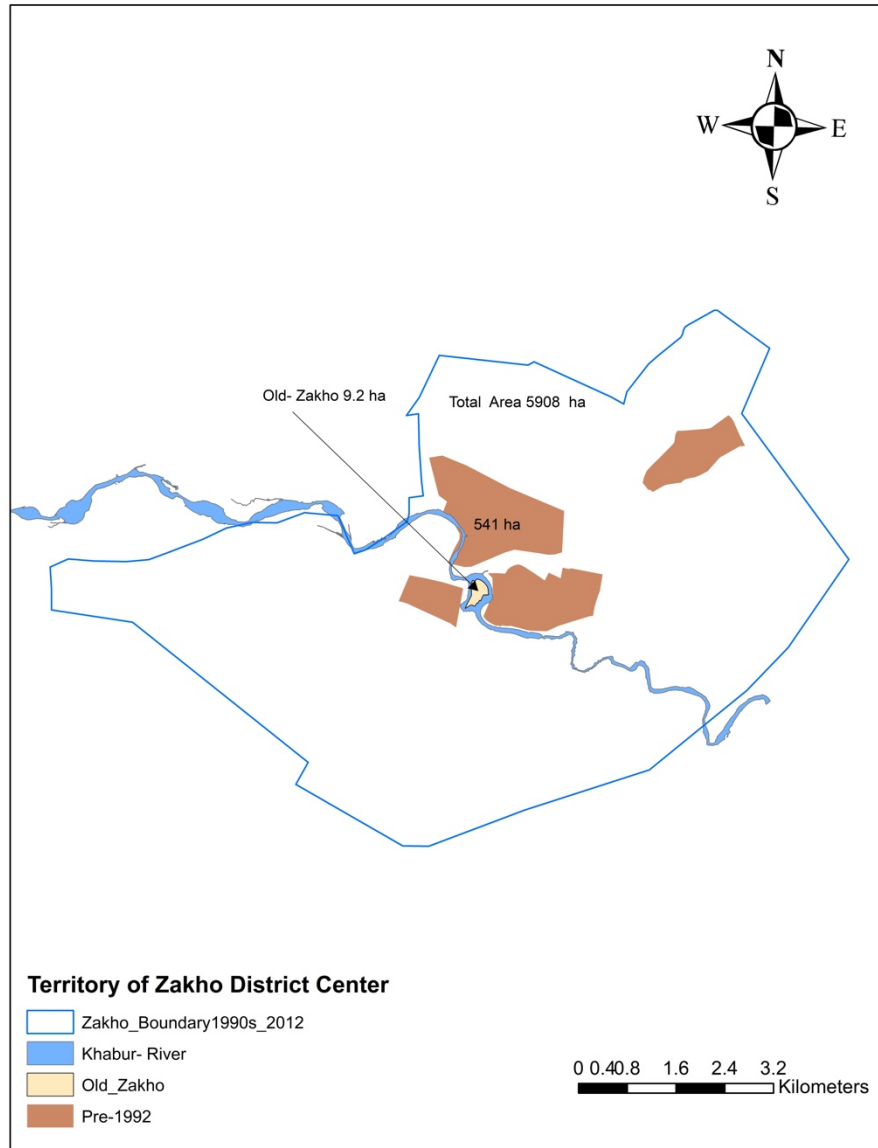 N
W E
S
Old- Zakho 9.2 ha
Total Area 5908 ha
541 ha
Territory of Zakho District Center
Zakho_Boundary1990s_2012
Khabur- River
Old_Zakho
Pre-1992
0 0.40.8 1.6 2.4 3.2
Kilometers